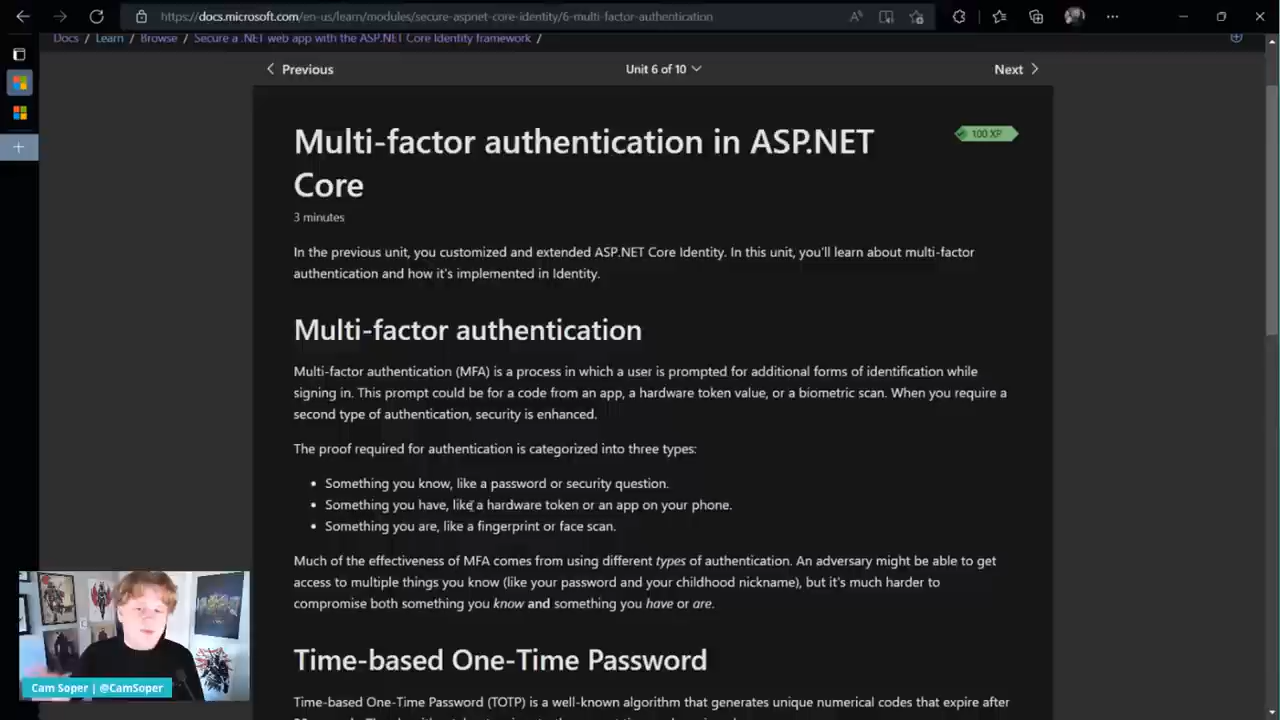 https://docs.microsoft.com/en-us/learn/modules/secure-aspnet-core-identity/6-multi-factor-authentication
Docs / Learn / Browse / Secure a .NET web app with the ASP.NET Core Identity framework /
Previous
Unit 6 of 10
Next
Multi-factor authentication in ASP.NET
Core
100 XP
3 minutes
In the previous unit, you customized and extended ASP.NET Core Identity. In this unit, you'll learn about multi-factor
authentication and how it's implemented in Identity.
Multi-factor authentication
Multi-factor authentication (MFA) is a process in which a user is prompted for additional forms of identification while
signing in. This prompt could be for a code from an app, a hardware token value, or a biometric scan. When you require a
second type of authentication, security is enhanced.
The proof required for authentication is categorized into three types:
• Something you know, like a password or security question.
• Something you have, like a hardware token or an app on your phone.
• Something you are, like a fingerprint or face scan.
Much of the effectiveness of MFA comes from using different types of authentication. An adversary might be able to get
access to multiple things you know (like your password and your childhood nickname), but it's much harder to
compromise both something you know and something you have or are.
Time-based One-Time Password
Time-based One-Time Password (TOTP) is a well-known algorithm that generates unique numerical codes that expire after
Cam Soper | @CamSoper